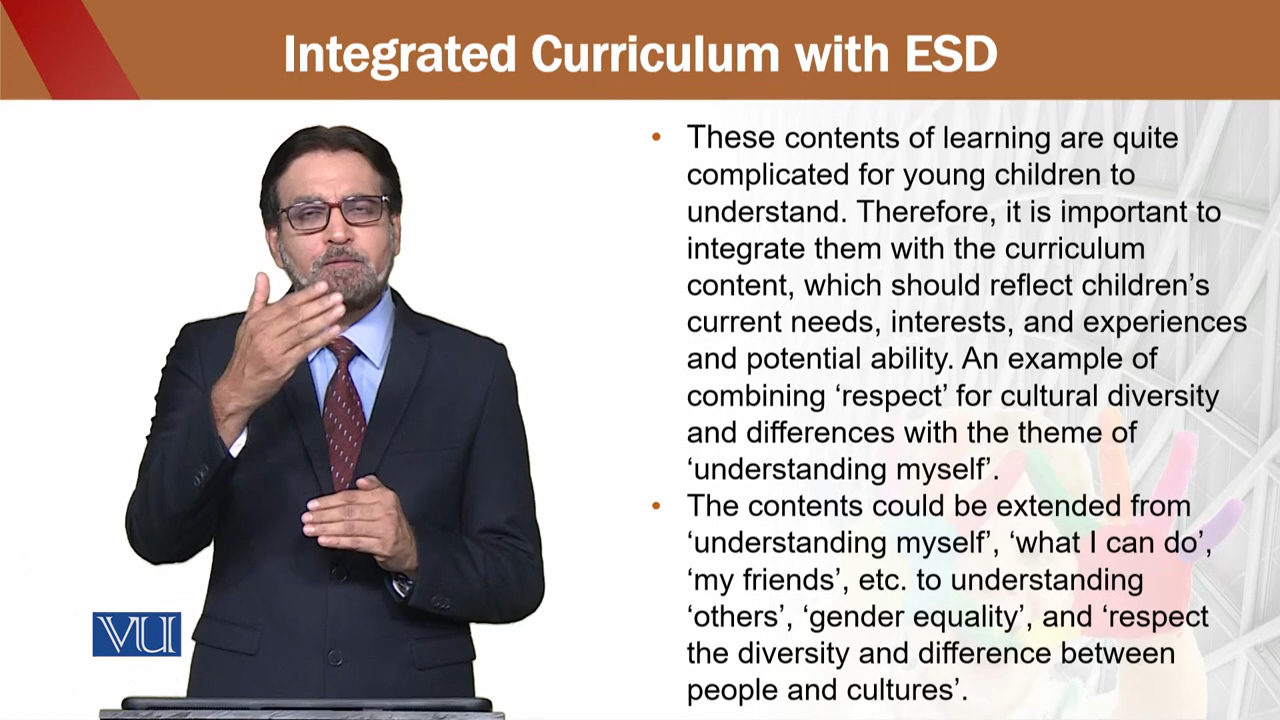 Integrated Curriculum with ESD
• These contents of learning are quite
complicated for young children to
understand. Therefore, it is important to
integrate them with the curriculum
content, which should reflect children’s
current needs, interests, and experiences
and potential ability. An example of
combining ‘respect’ for cultural diversity
and differences with the theme of
‘understanding myself’.
• The contents could be extended from
‘understanding myself’, ‘what I can do’,
‘my friends’, etc. to understanding
‘others’, ‘gender equality’, and ‘respect
the diversity and difference between
people and cultures’.
VU